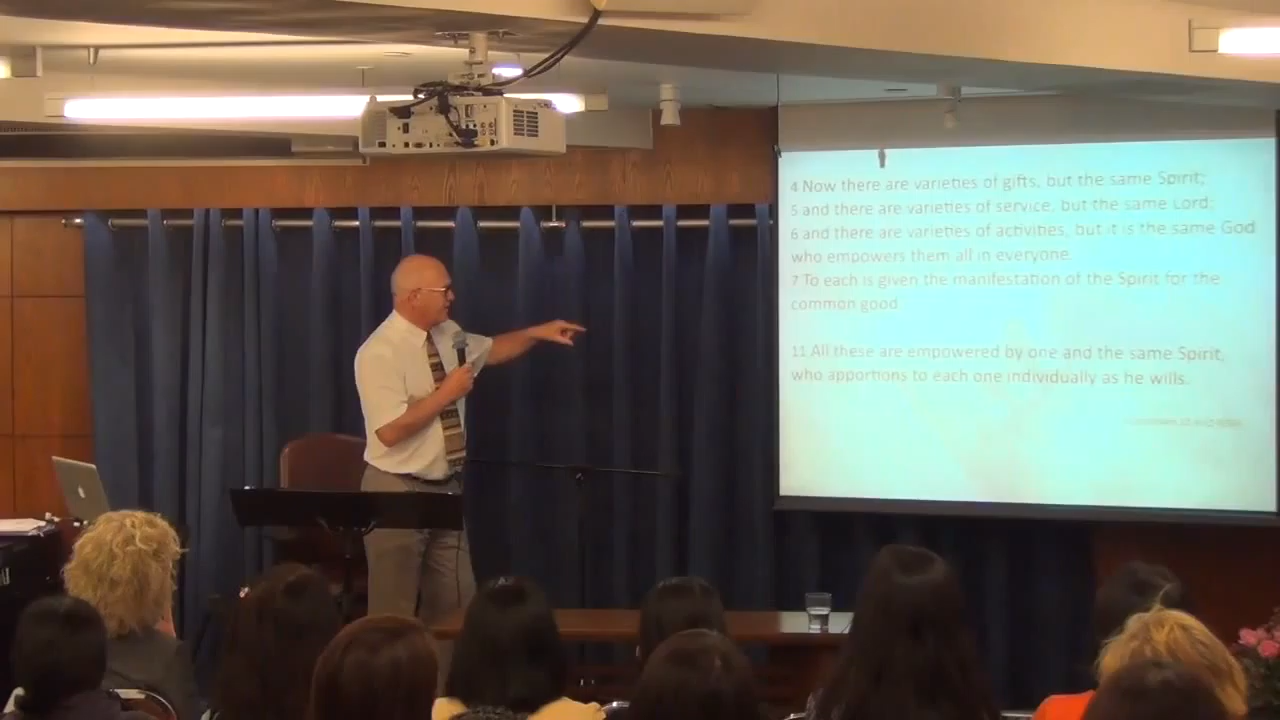 4 Now there are varieties of gifts, but the same Spirit;
5 and there are varieties of service, but the same Lord;
6 and there are varieties of activities, but it is the same God
who empowers them all in everyone.
7 To each is given the manifestation of the Spirit for the
common good.
11 All these are empowered by one and the same Spirit,
who apportions to each one individually as he wills.